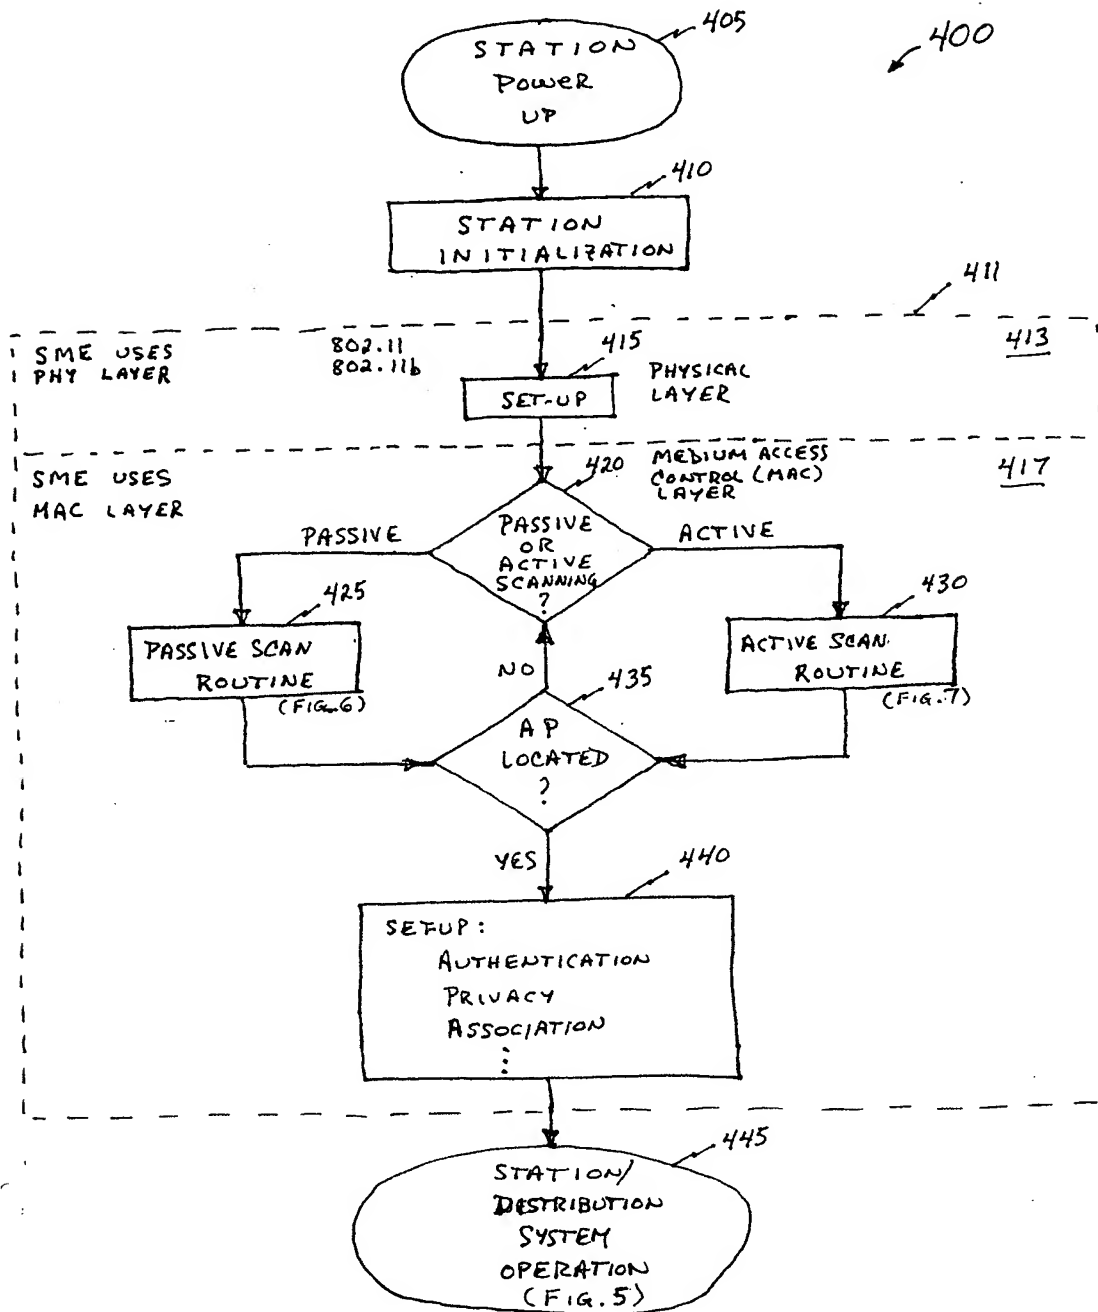 400
405
STATION
POWER
UP
410
STATION
INITIALIZATION
411
SME USES
PHY LAYER
802.11
802.11b
415
SET-UP
PHYSICAL
LAYER
413
SME USES
MAC LAYER
420
MEDIUM ACCESS
CONTROL (MAC)
LAYER
417
PASSIVE
PASSIVE
OR
ACTIVE
SCANNING
?
ACTIVE
425
PASSIVE SCAN
ROUTINE
(FIG. 6)
430
ACTIVE SCAN
ROUTINE
(FIG. 7)
NO
435
AP
LOCATED
?
YES
440
SET-UP:
AUTHENTICATION
PRIVACY
ASSOCIATION
⋮
445
STATION/
DISTRIBUTION
SYSTEM
OPERATION
(FIG. 5)